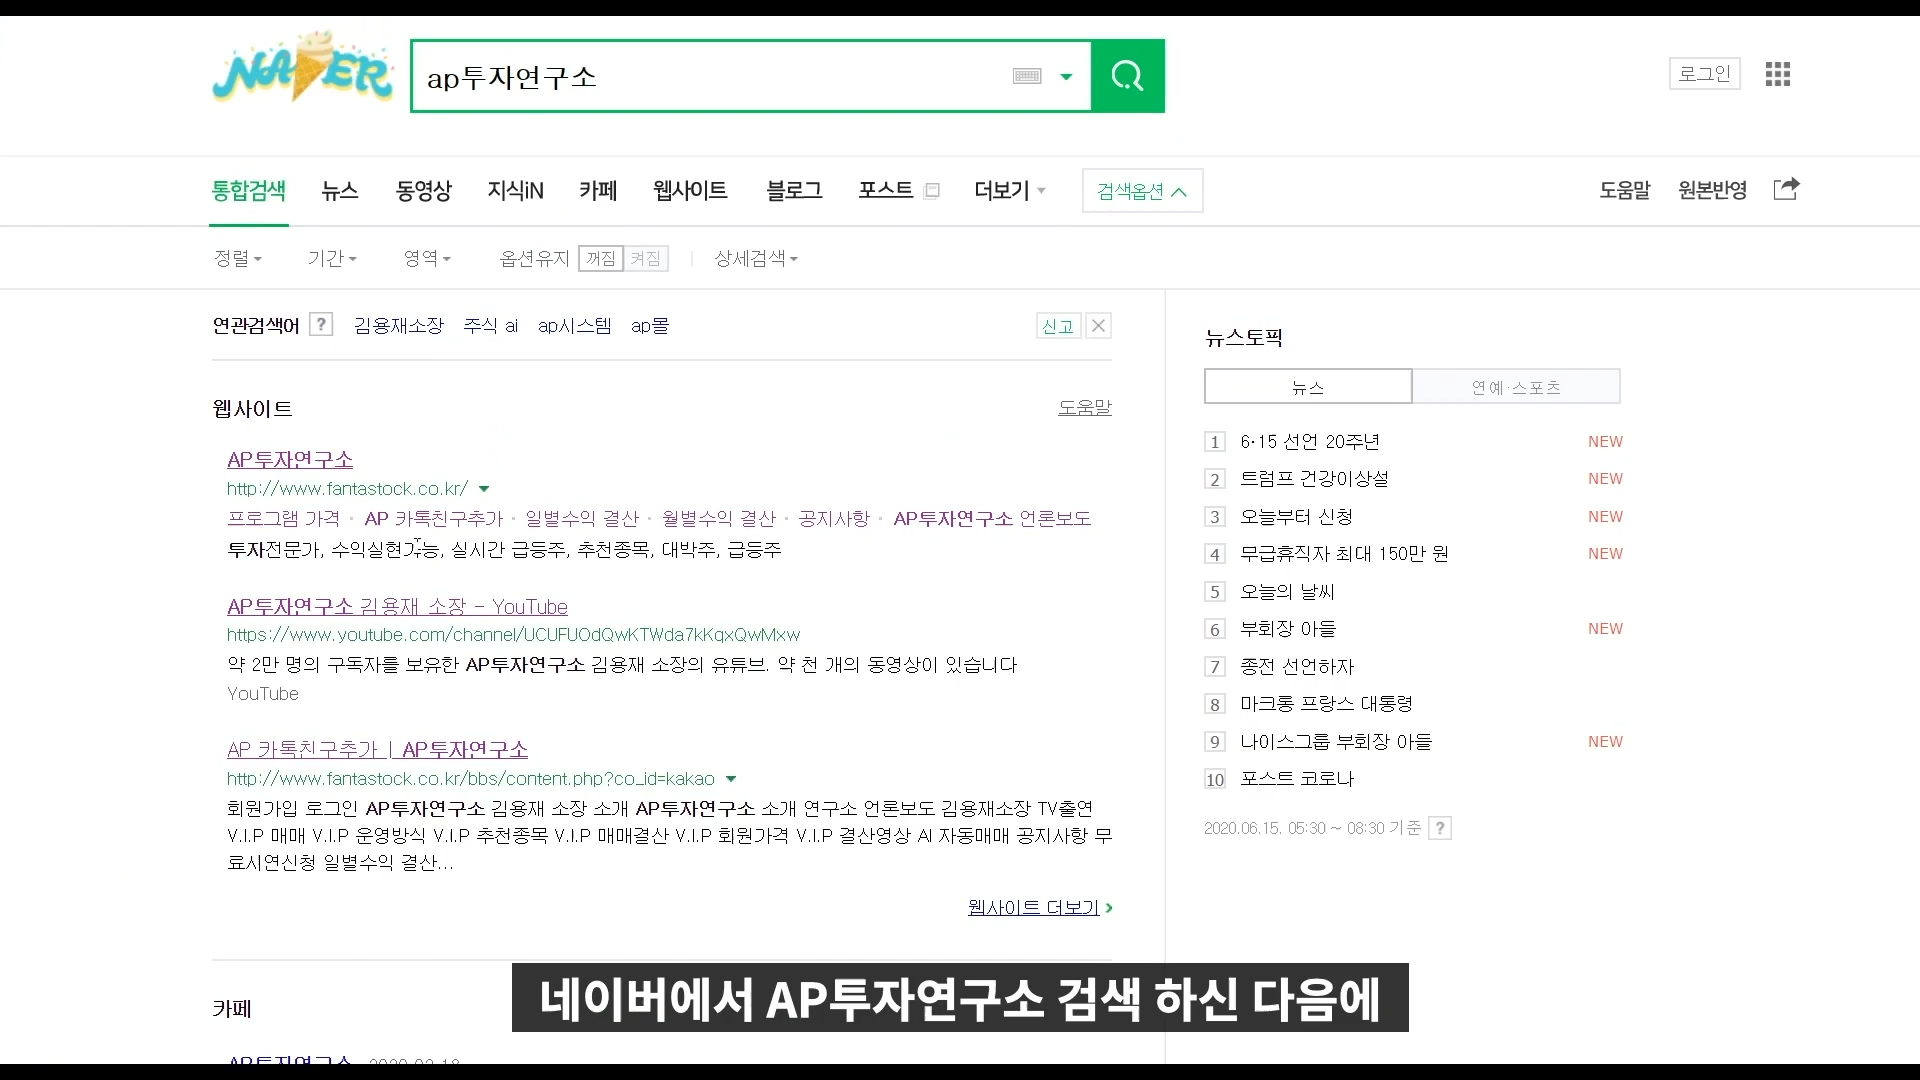 NAVER
ap투자연구소
로그인
통합검색 뉴스 동영상 지식iN 카페 웹사이트 블로그 포스트 더보기 검색옵션 도움말 원본반영
정렬 기간 영역 옵션유지 꺼짐 켜짐 상세검색
연관검색어 ? 김용재소장 주식 ai ap시스템 ap몰 신고
웹사이트 도움말
AP투자연구소
http://www.fantastock.co.kr/
프로그램 가격 · AP 카톡친구추가 · 일별수익 결산 · 월별수익 결산 · 공지사항 · AP투자연구소 언론보도
투자전문가, 수익실현가능, 실시간 급등주, 추천종목, 대박주, 급등주
AP투자연구소 김용재 소장 - YouTube
https://www.youtube.com/channel/UCUFUOdQwKTWda7kKqxQwMxw
약 2만 명의 구독자를 보유한 AP투자연구소 김용재 소장의 유튜브. 약 천 개의 동영상이 있습니다
YouTube
AP 카톡친구추가 | AP투자연구소
http://www.fantastock.co.kr/bbs/content.php?co_id=kakao
회원가입 로그인 AP투자연구소 김용재 소장 소개 AP투자연구소 소개 연구소 언론보도 김용재소장 TV출연
V.I.P 매매 V.I.P 운영방식 V.I.P 추천종목 V.I.P 매매결산 V.I.P 회원가격 V.I.P 결산영상 AI 자동매매 공지사항 무
료시연신청 일별수익 결산...
웹사이트 더보기
카페
AP투자연구소
뉴스토픽
뉴스 연예·스포츠
1 6·15 선언 20주년 NEW
2 트럼프 건강이상설 NEW
3 오늘부터 신청 NEW
4 무급휴직자 최대 150만 원 NEW
5 오늘의 날씨
6 부회장 아들 NEW
7 종전 선언하자
8 마크롱 프랑스 대통령
9 나이스그룹 부회장 아들 NEW
10 포스트 코로나
2020.06.15. 05:30 ~ 08:30 기준 ?
네이버에서 AP투자연구소 검색 하신 다음에